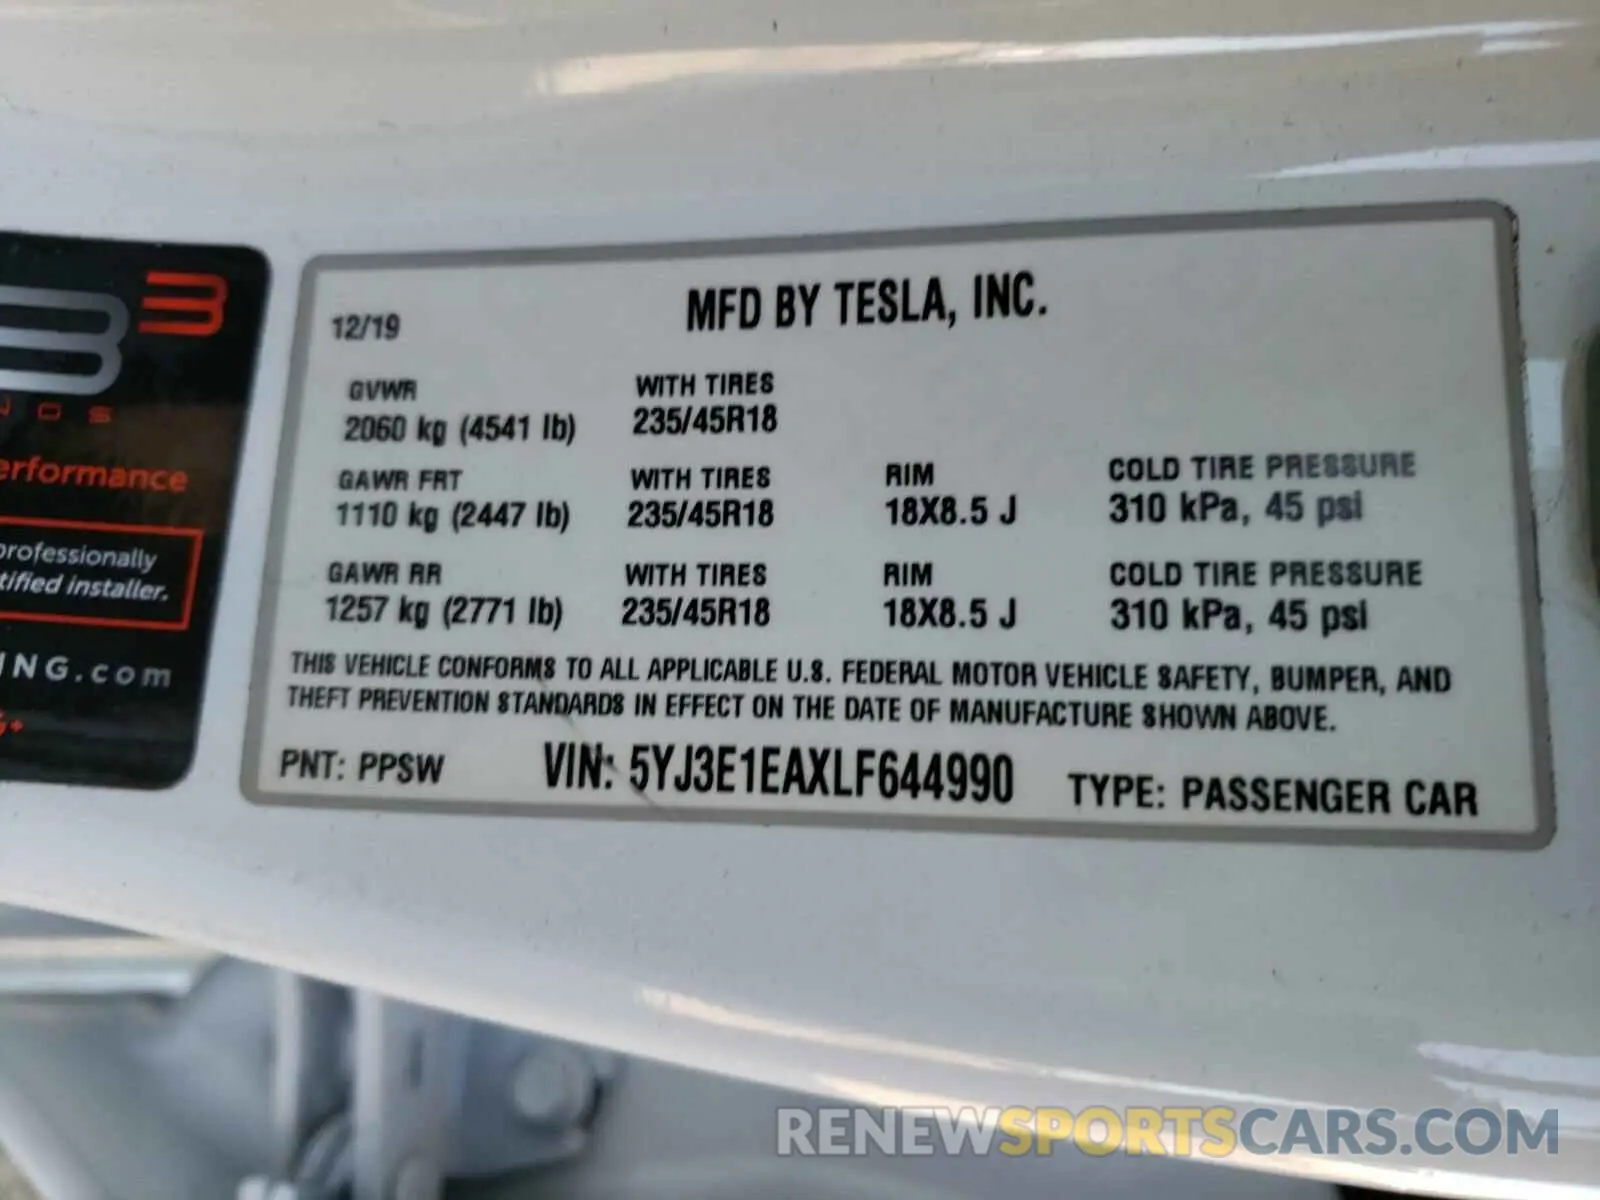 3
NOS
erformance
professionally
tified installer.
ING.com
MFD BY TESLA, INC.
12/19
GVWR WITH TIRES
2060 kg (4541 lb) 235/45R18
GAWR FRT WITH TIRES RIM COLD TIRE PRESSURE
1110 kg (2447 lb) 235/45R18 18X8.5 J 310 kPa, 45 psi
GAWR RR WITH TIRES RIM COLD TIRE PRESSURE
1257 kg (2771 lb) 235/45R18 18X8.5 J 310 kPa, 45 psi
THIS VEHICLE CONFORMS TO ALL APPLICABLE U.S. FEDERAL MOTOR VEHICLE SAFETY, BUMPER, AND
THEFT PREVENTION STANDARDS IN EFFECT ON THE DATE OF MANUFACTURE SHOWN ABOVE.
PNT: PPSW VIN: 5YJ3E1EAXLF644990 TYPE: PASSENGER CAR
RENEWSPORTSCARS.COM